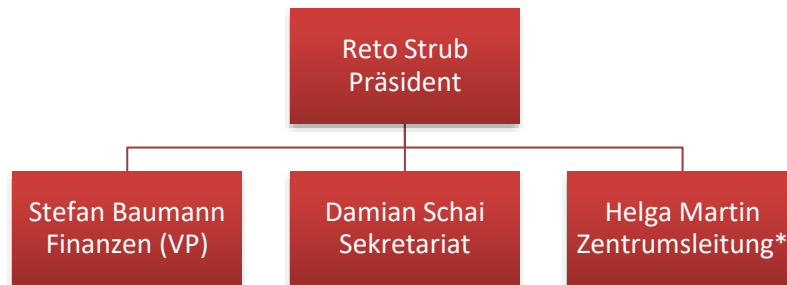 Reto Strub
Präsident
Stefan Baumann
Finanzen (VP)
Damian Schai
Sekretariat
Helga Martin
Zentrumsleitung*